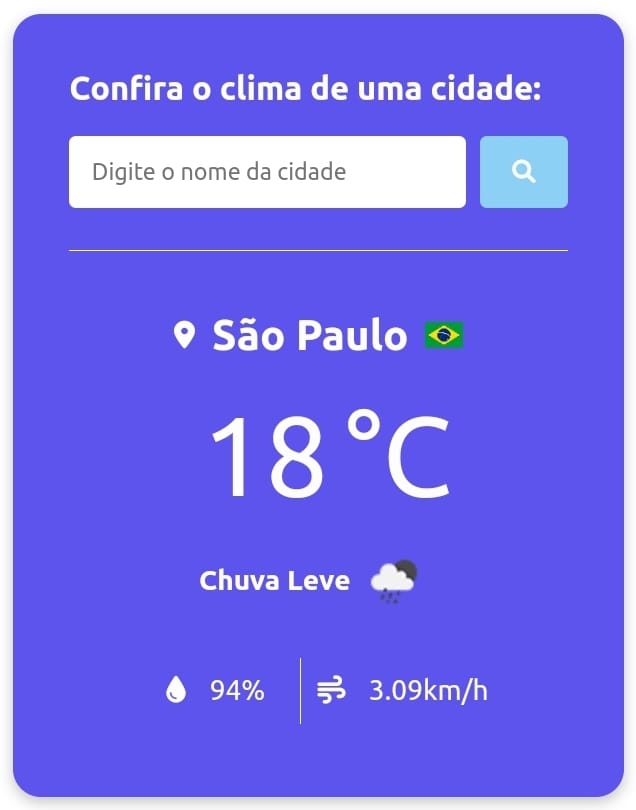 Confira o clima de uma cidade:
Digite o nome da cidade
São Paulo
18 °C
Chuva Leve
94%
3.09km/h